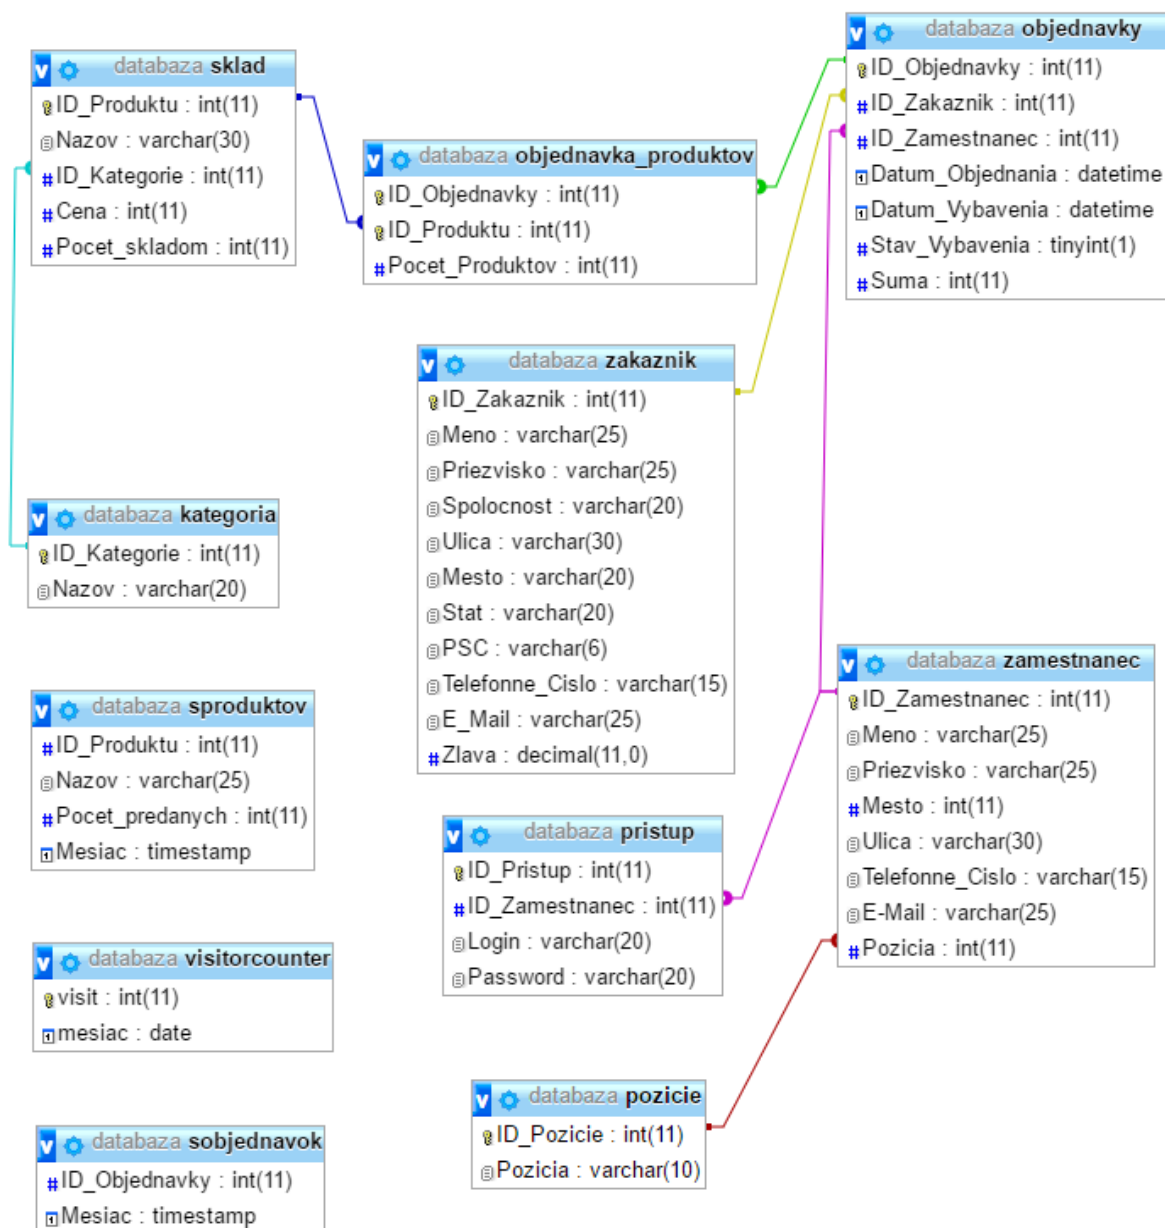 databaza sklad
ID_Produktu : int(11)
Nazov : varchar(30)
ID_Kategorie : int(11)
Cena : int(11)
Pocet_skladom : int(11)
databaza objednavka_produktov
ID_Objednavky : int(11)
ID_Produktu : int(11)
Pocet_Produktov : int(11)
databaza objednavky
ID_Objednavky : int(11)
ID_Zakaznik : int(11)
ID_Zamestnanec : int(11)
Datum_Objednania : datetime
Datum_Vybavenia : datetime
Stav_Vybavenia : tinyint(1)
Suma : int(11)
databaza zakaznik
ID_Zakaznik : int(11)
Meno : varchar(25)
Priezvisko : varchar(25)
Spolocnost : varchar(20)
Ulica : varchar(30)
Mesto : varchar(20)
Stat : varchar(20)
PSC : varchar(6)
Telefonne_Cislo : varchar(15)
E_Mail : varchar(25)
Zlava : decimal(11,0)
databaza kategoria
ID_Kategorie : int(11)
Nazov : varchar(20)
databaza sproduktov
ID_Produktu : int(11)
Nazov : varchar(25)
Pocet_predanych : int(11)
Mesiac : timestamp
databaza zamestnanec
ID_Zamestnanec : int(11)
Meno : varchar(25)
Priezvisko : varchar(25)
Mesto : int(11)
Ulica : varchar(30)
Telefonne_Cislo : varchar(15)
E-Mail : varchar(25)
Pozicia : int(11)
databaza pristup
ID_Pristup : int(11)
ID_Zamestnanec : int(11)
Login : varchar(20)
Password : varchar(20)
databaza visitorcounter
visit : int(11)
mesiac : date
databaza pozicie
ID_Pozicie : int(11)
Pozicia : varchar(10)
databaza sobjednavok
ID_Objednavky : int(11)
Mesiac : timestamp